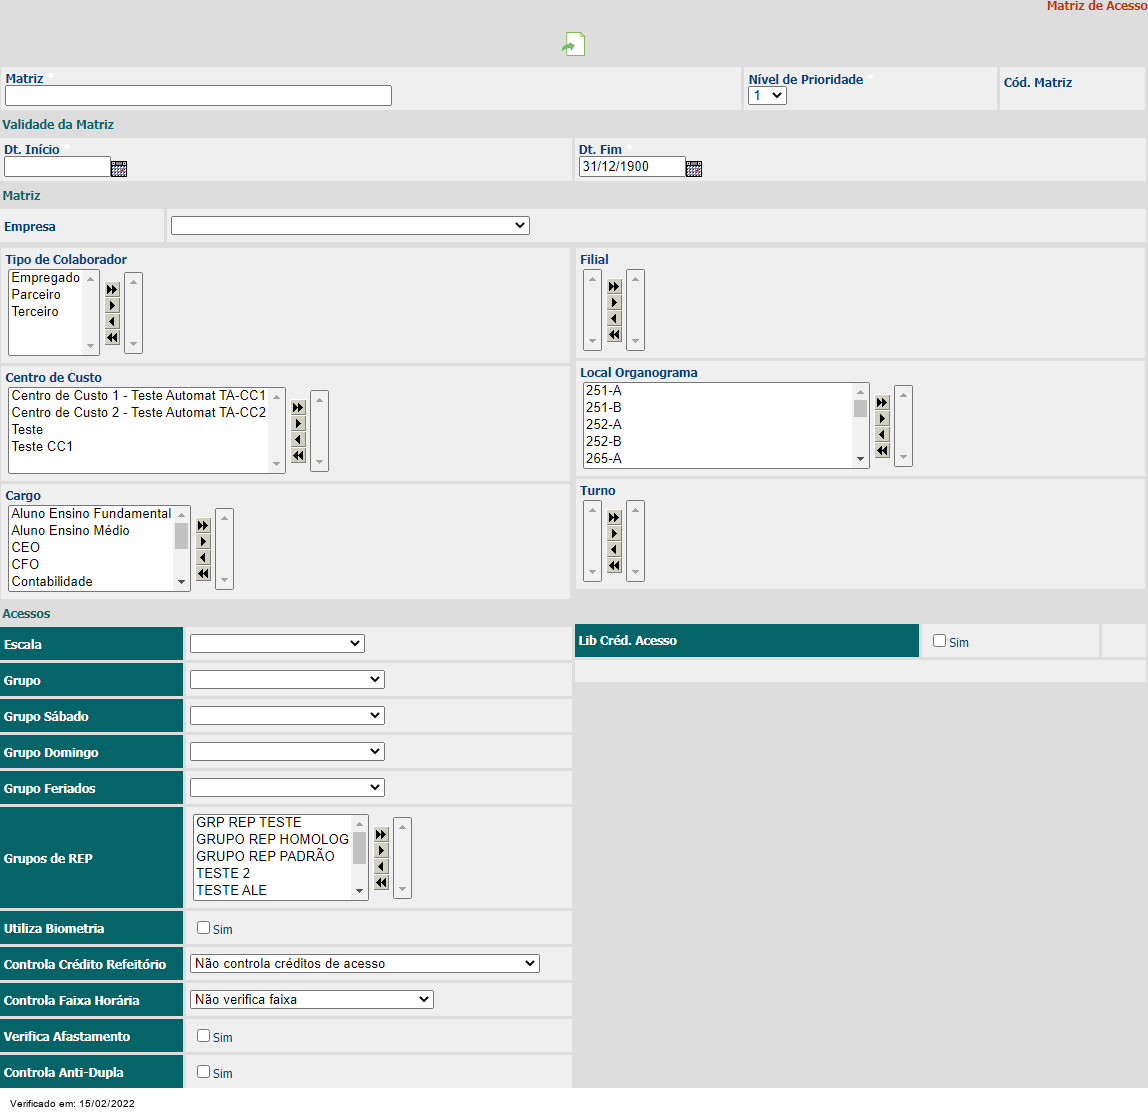 Matriz de Acesso
Matriz *
Nível de Prioridade *
Cód. Matriz
1
Validade da Matriz
Dt. Início *
Dt. Fim *
31/12/1900
Matriz
Empresa
Tipo de Colaborador
Empregado
Parceiro
Terceiro
Filial
Centro de Custo
Centro de Custo 1 - Teste Automat TA-CC1
Centro de Custo 2 - Teste Automat TA-CC2
Teste
Teste CC1
Local Organograma
251-A
251-B
252-A
252-B
265-A
Cargo
Aluno Ensino Fundamental
Aluno Ensino Médio
CEO
CFO
Contabilidade
Turno
Acessos
Escala
Lib Créd. Acesso
Sim
Grupo
Grupo Sábado
Grupo Domingo
Grupo Feriados
Grupos de REP
GRP REP TESTE
GRUPO REP HOMOLOG
GRUPO REP PADRÃO
TESTE 2
TESTE ALE
Utiliza Biometria
Sim
Controla Crédito Refeitório
Não controla créditos de acesso
Controla Faixa Horária
Não verifica faixa
Verifica Afastamento
Sim
Controla Anti-Dupla
Sim
Verificado em: 15/02/2022